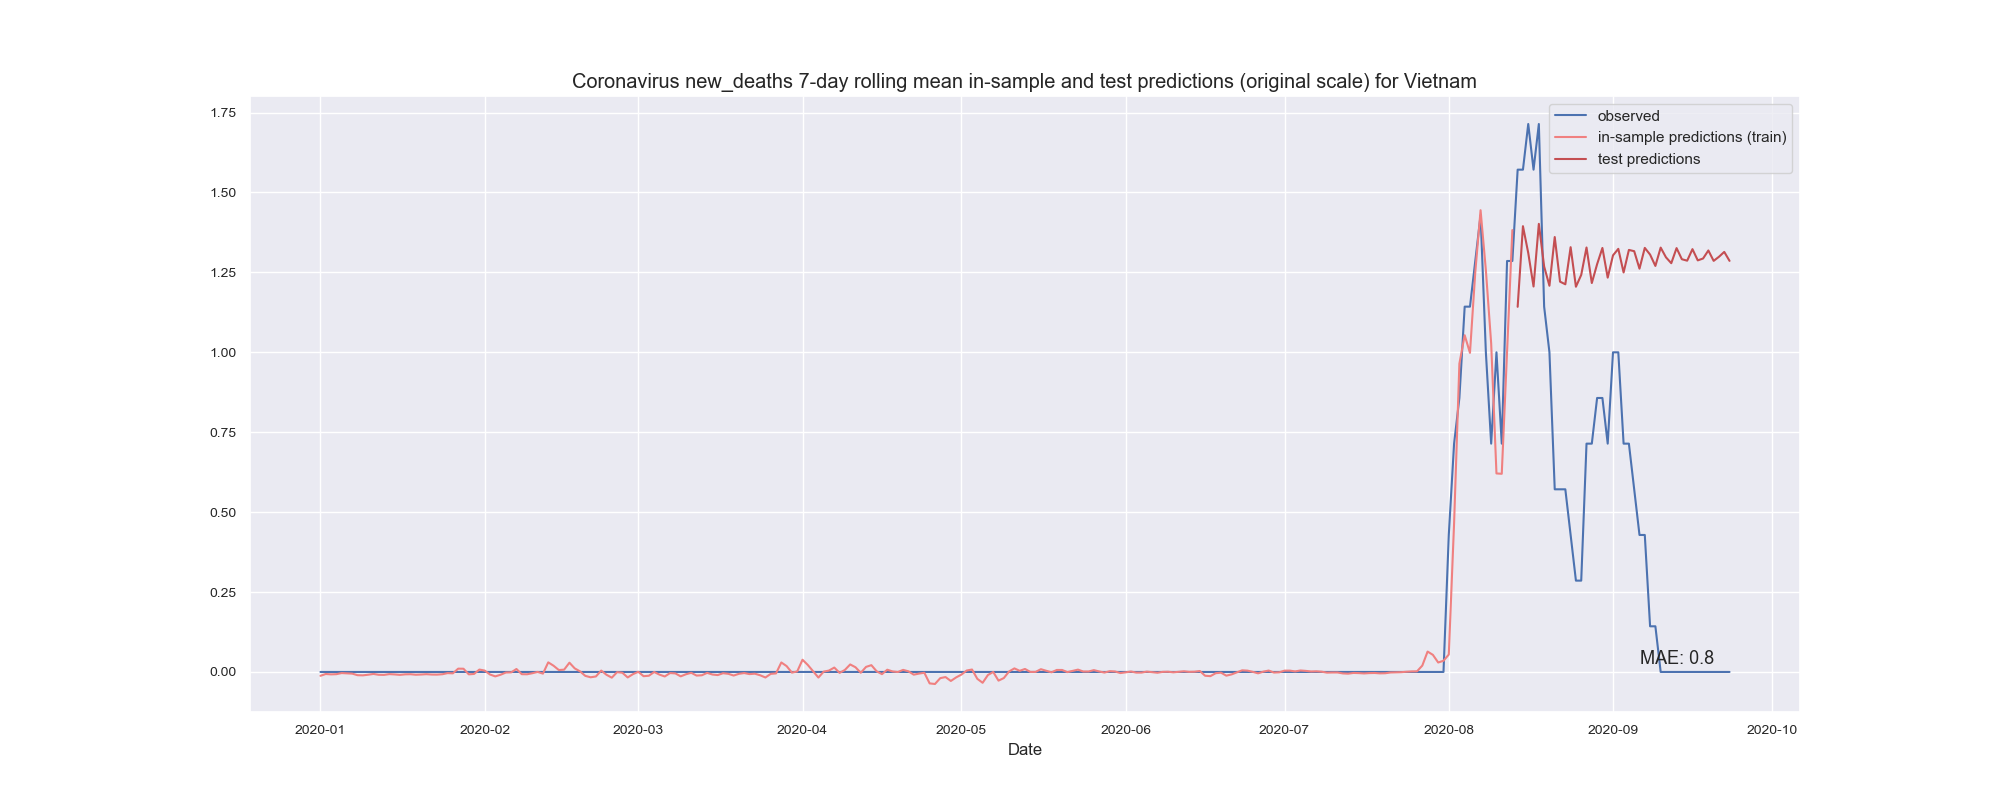 Coronavirus new_deaths 7-day rolling mean in-sample and test predictions (original scale) for Vietnam
observed
in-sample predictions (train)
test predictions
1.75
1.50
1.25
1.00
0.75
0.50
0.25
0.00
MAE: 0.8
2020-01 2020-02 2020-03 2020-04 2020-05 2020-06 2020-07 2020-08 2020-09 2020-10
Date